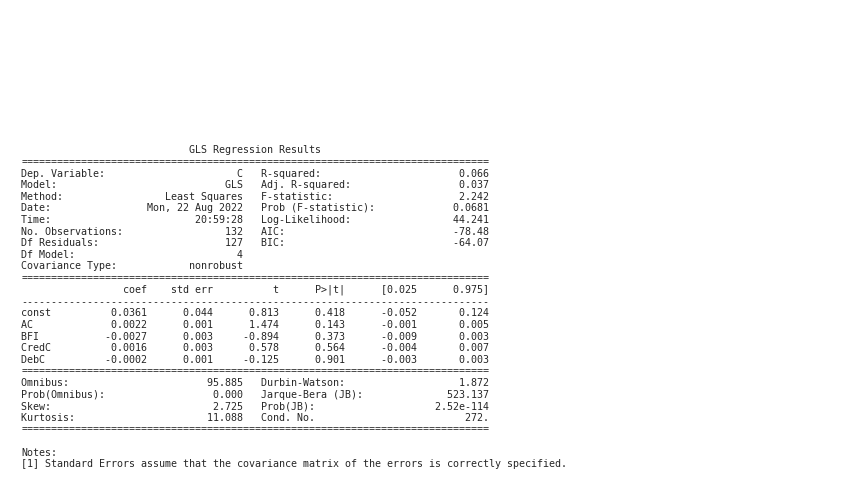 GLS Regression Results
==============================================================================
Dep. Variable:                      C   R-squared:                       0.066
Model:                            GLS   Adj. R-squared:                  0.037
Method:                 Least Squares   F-statistic:                     2.242
Date:                Mon, 22 Aug 2022   Prob (F-statistic):             0.0681
Time:                        20:59:28   Log-Likelihood:                 44.241
No. Observations:                 132   AIC:                            -78.48
Df Residuals:                     127   BIC:                            -64.07
Df Model:                           4
Covariance Type:            nonrobust
==============================================================================
                 coef    std err          t      P>|t|      [0.025      0.975]
------------------------------------------------------------------------------
const          0.0361      0.044      0.813      0.418      -0.052       0.124
AC             0.0022      0.001      1.474      0.143      -0.001       0.005
BFI           -0.0027      0.003     -0.894      0.373      -0.009       0.003
CredC          0.0016      0.003      0.578      0.564      -0.004       0.007
DebC          -0.0002      0.001     -0.125      0.901      -0.003       0.003
==============================================================================
Omnibus:                       95.885   Durbin-Watson:                   1.872
Prob(Omnibus):                  0.000   Jarque-Bera (JB):              523.137
Skew:                           2.725   Prob(JB):                    2.52e-114
Kurtosis:                      11.088   Cond. No.                         272.
==============================================================================

Notes:
[1] Standard Errors assume that the covariance matrix of the errors is correctly specified.